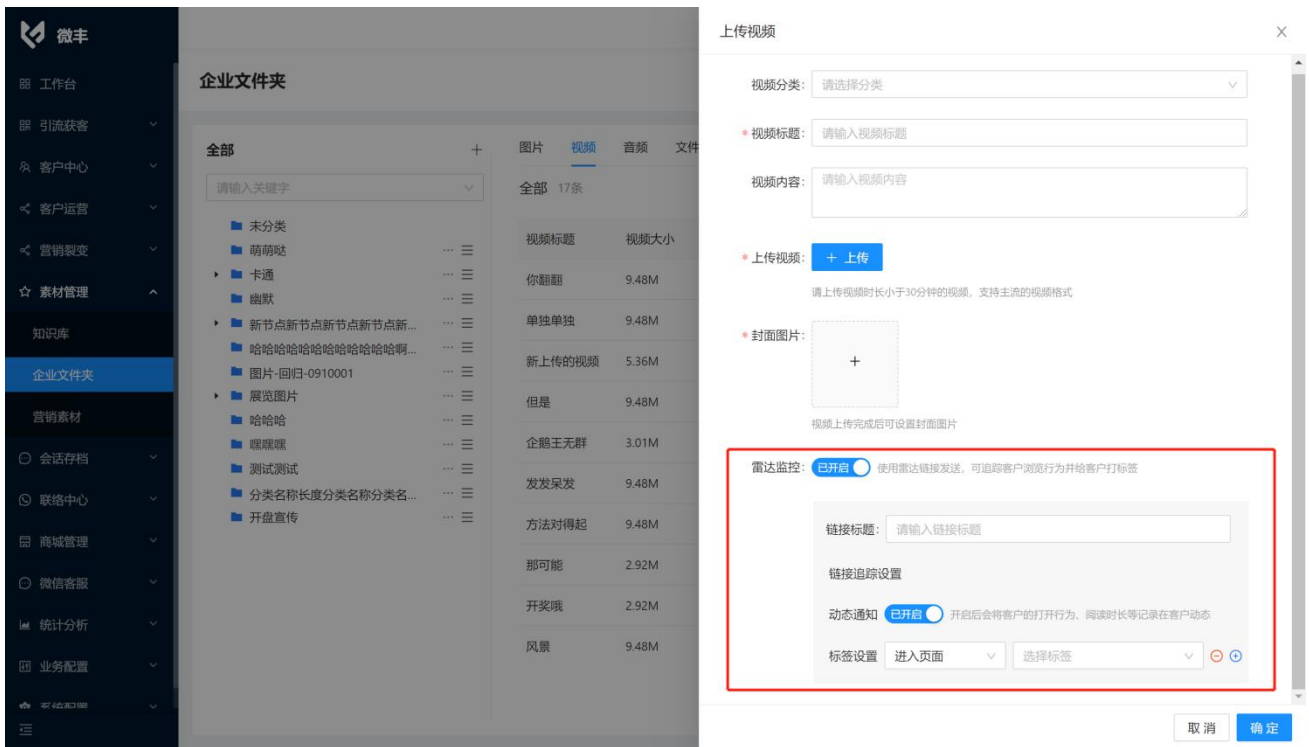 微丰
工作台
引流获客
客户中心
客户运营
营销裂变
素材管理
知识库
企业文件夹
营销素材
会话存档
联络中心
商城管理
微信客服
统计分析
业务配置
系统配置
企业文件夹
全部
请输入关键字
未分类
萌萌哒
卡通
幽默
新节点新节点新节点新节点新...
哈哈哈哈哈哈哈哈哈哈哈啊...
图片-回归-0910001
展览图片
哈哈哈
嘿嘿嘿
测试测试
分类名称长度分类名称分类名...
开盘宣传
图片 视频 音频 文件
全部 17条
视频标题 视频大小
你翻翻 9.48M
单独单独 9.48M
新上传的视频 5.36M
但是 9.48M
企鹅王无群 3.01M
发发呆发 9.48M
方法对得起 9.48M
那可能 2.92M
开奖哦 2.92M
风景 9.48M
上传视频
视频分类: 请选择分类
* 视频标题: 请输入视频标题
视频内容: 请输入视频内容
* 上传视频: + 上传
请上传视频时长小于30分钟的视频，支持主流的视频格式
* 封面图片:
视频上传完成后可设置封面图片
雷达监控: 已开启 使用雷达链接发送，可追踪客户浏览行为并给客户打标签
链接标题: 请输入链接标题
链接追踪设置
动态通知 已开启 开启后会将客户的打开行为、阅读时长等记录在客户动态
标签设置 进入页面 选择标签
取消 确定